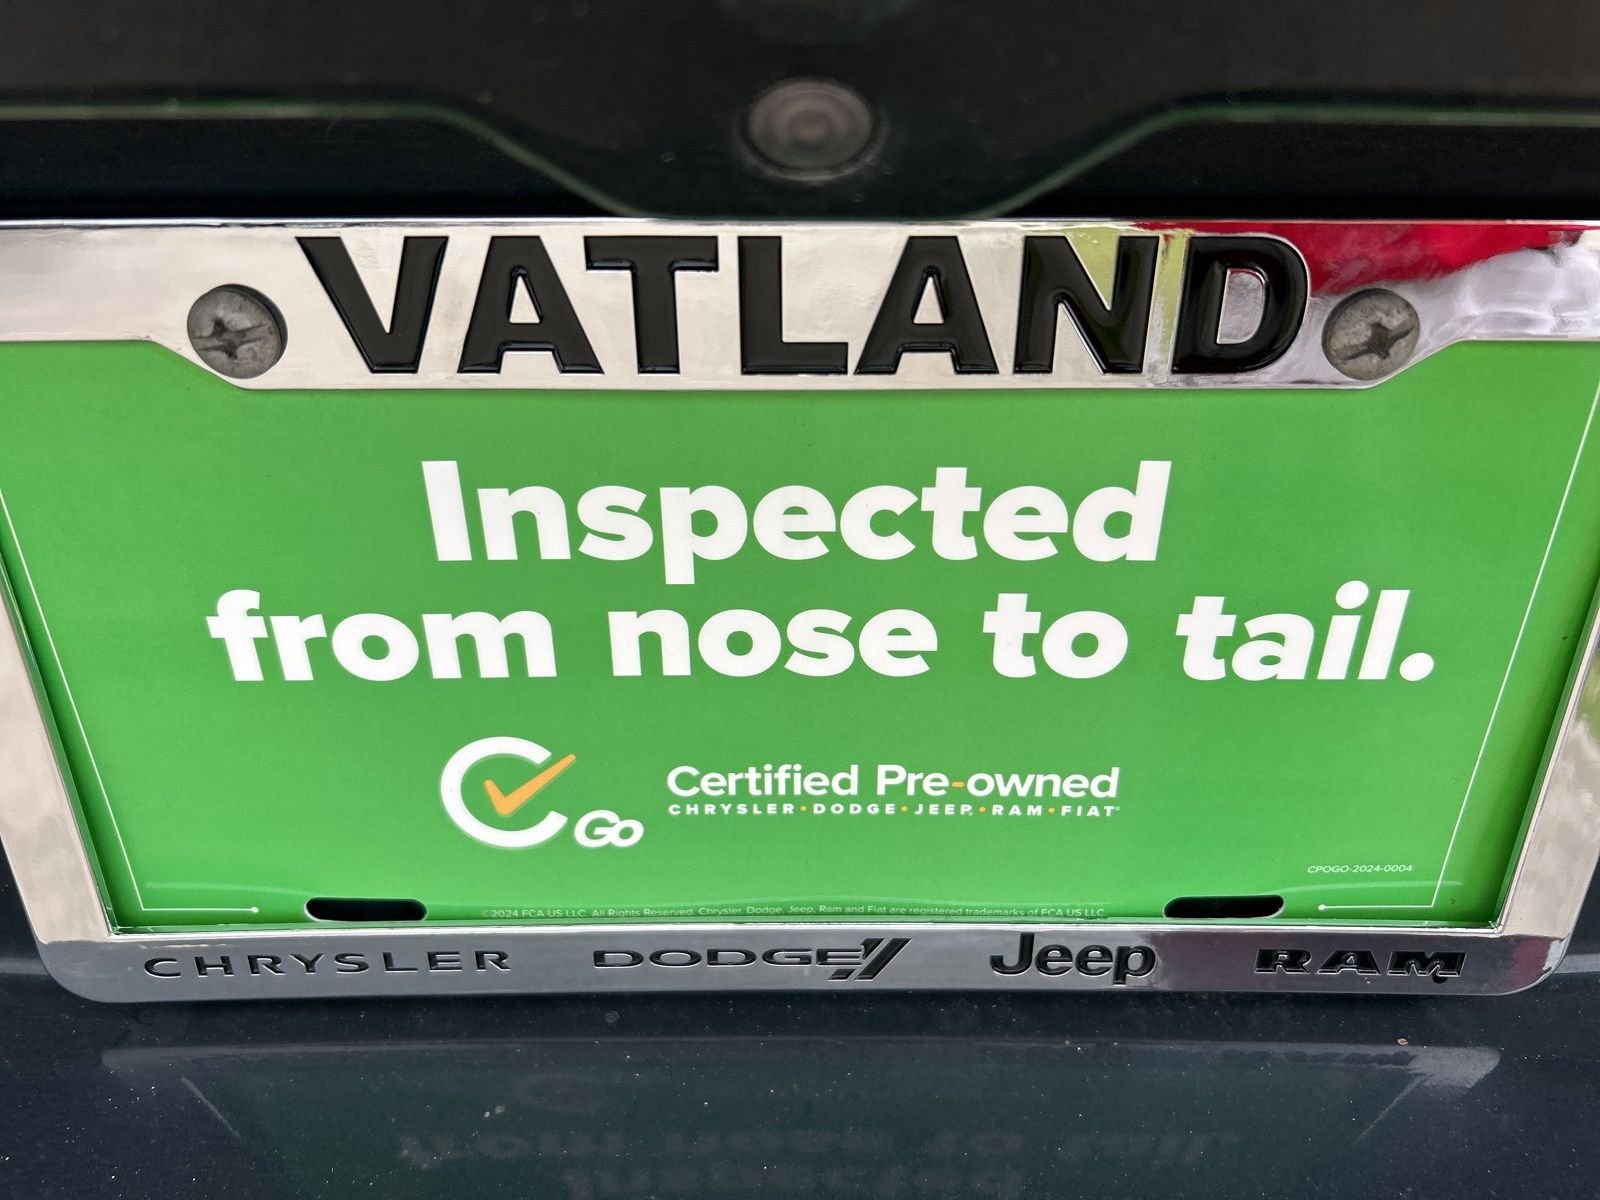 VATLAND
Inspected
from nose to tail.
Go
Certified Pre-owned
CHRYSLER•DODGE•JEEP®•RAM•FIAT®
CPOGO-2024-0004
©2024 FCA US LLC. All Rights Reserved. Chrysler, Dodge, Jeep, Ram and Fiat are registered trademarks of FCA US LLC.
CHRYSLER DODGE Jeep RAM